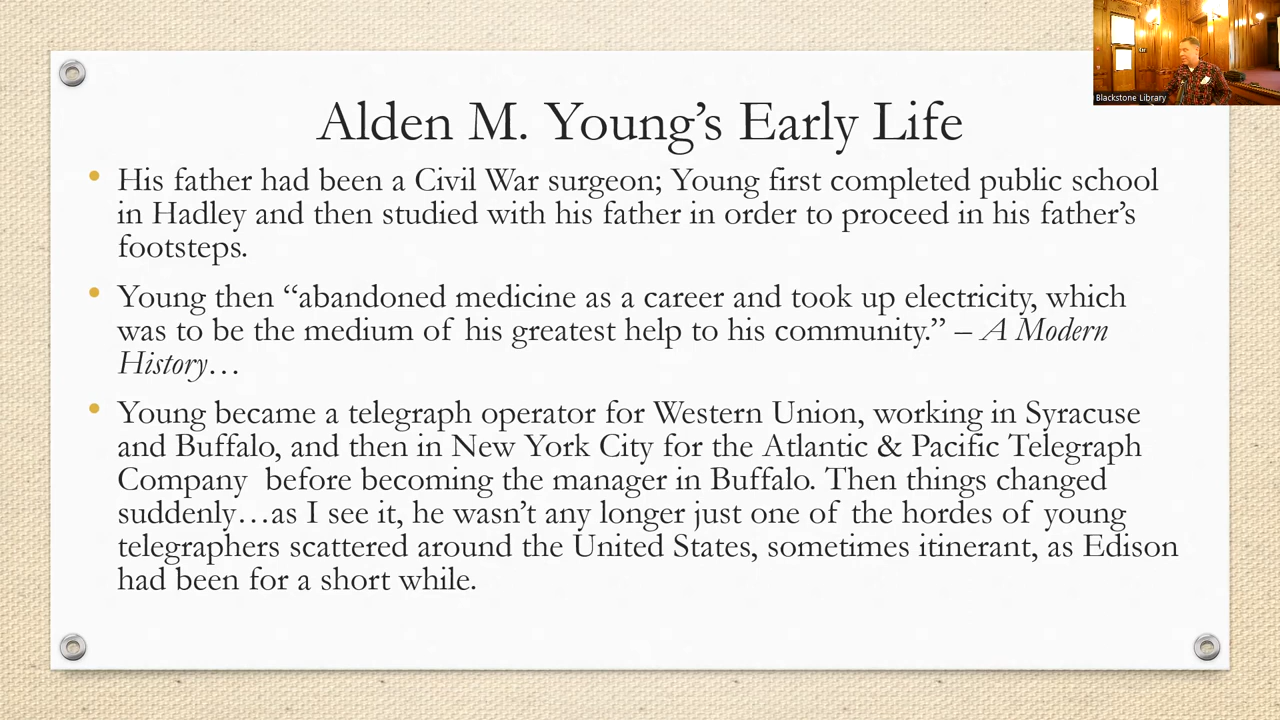 Blackstone Library
Alden M. Young’s Early Life
• His father had been a Civil War surgeon; Young first completed public school
in Hadley and then studied with his father in order to proceed in his father’s
footsteps.
• Young then “abandoned medicine as a career and took up electricity, which
was to be the medium of his greatest help to his community.” – A Modern
History…
• Young became a telegraph operator for Western Union, working in Syracuse
and Buffalo, and then in New York City for the Atlantic & Pacific Telegraph
Company  before becoming the manager in Buffalo. Then things changed
suddenly…as I see it, he wasn’t any longer just one of the hordes of young
telegraphers scattered around the United States, sometimes itinerant, as Edison
had been for a short while.